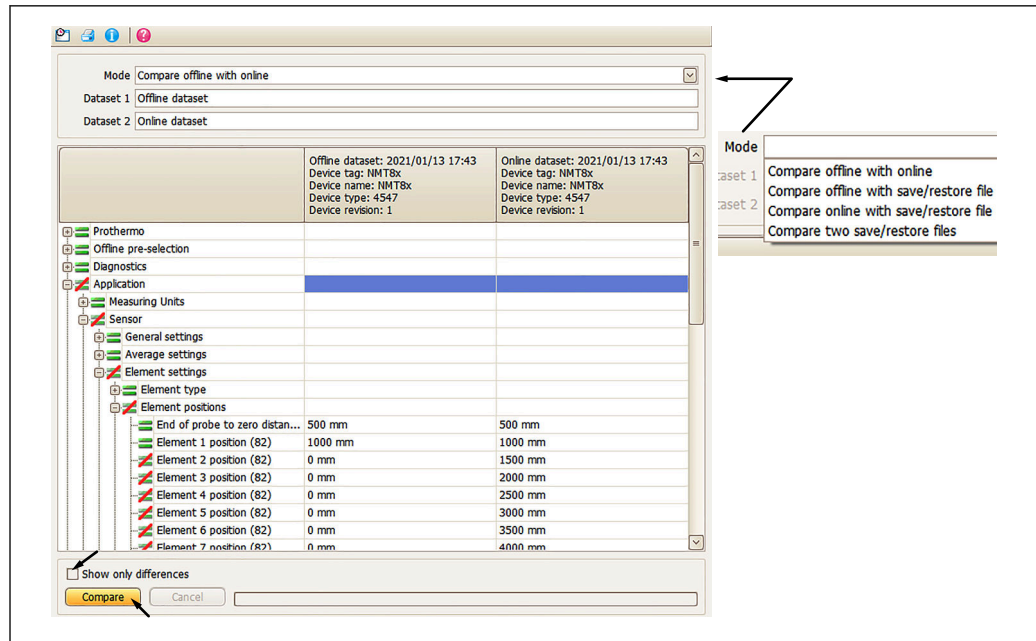 Mode Compare offline with online
Dataset 1 Offline dataset
Dataset 2 Online dataset
Offline dataset: 2021/01/13 17:43
Device tag: NMT8x
Device name: NMT8x
Device type: 4547
Device revision: 1
Online dataset: 2021/01/13 17:43
Device tag: NMT8x
Device name: NMT8x
Device type: 4547
Device revision: 1
Prothermo
Offline pre-selection
Diagnostics
Application
Measuring Units
Sensor
General settings
Average settings
Element settings
Element type
Element positions
End of probe to zero distan... 500 mm 500 mm
Element 1 position (82) 1000 mm 1000 mm
Element 2 position (82) 0 mm 1500 mm
Element 3 position (82) 0 mm 2000 mm
Element 4 position (82) 0 mm 2500 mm
Element 5 position (82) 0 mm 3000 mm
Element 6 position (82) 0 mm 3500 mm
Element 7 position (82) 0 mm 4000 mm
Show only differences
Compare Cancel
Mode
taset 1
taset 2
Compare offline with online
Compare offline with save/restore file
Compare online with save/restore file
Compare two save/restore files